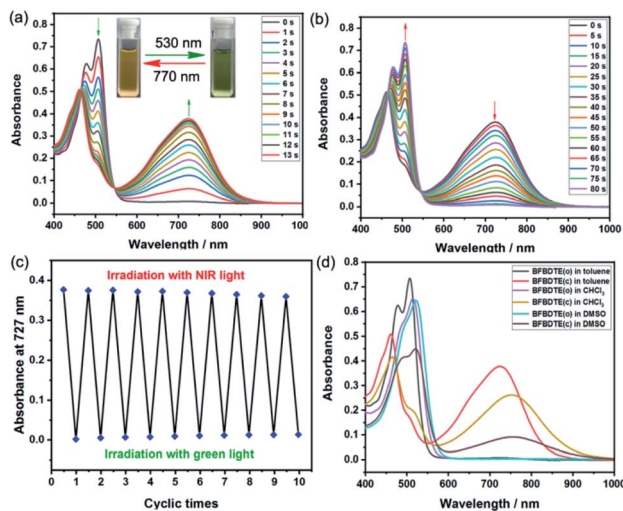 (a)
530 nm
770 nm
0 s
1 s
2 s
3 s
4 s
5 s
6 s
7 s
8 s
9 s
10 s
11 s
12 s
13 s
Absorbance
0.8
0.7
0.6
0.5
0.4
0.3
0.2
0.1
0.0
400 500 600 700 800 900 100
Wavelength / nm
(b)
0 s
5 s
10 s
15 s
20 s
25 s
30 s
35 s
40 s
45 s
50 s
55 s
60 s
65 s
70 s
75 s
80 s
Absorbance
0.8
0.7
0.6
0.5
0.4
0.3
0.2
0.1
0.0
400 500 600 700 800 900 1000
Wavelength / nm
(c)
Irradiation with NIR light
Irradiation with green light
Absorbance at 727 nm
0.4
0.3
0.2
0.1
0.0
0 1 2 3 4 5 6 7 8 9 10
Cyclic times
(d)
BFBDTE(o) in toluene
BFBDTE(c) in toluene
BFBDTE(o) in CHCl₃
BFBDTE(c) in CHCl₃
BFBDTE(o) in DMSO
BFBDTE(c) in DMSO
Absorbance
0.8
0.7
0.6
0.5
0.4
0.3
0.2
0.1
0.0
400 500 600 700 800 900 1000
Wavelength / nm